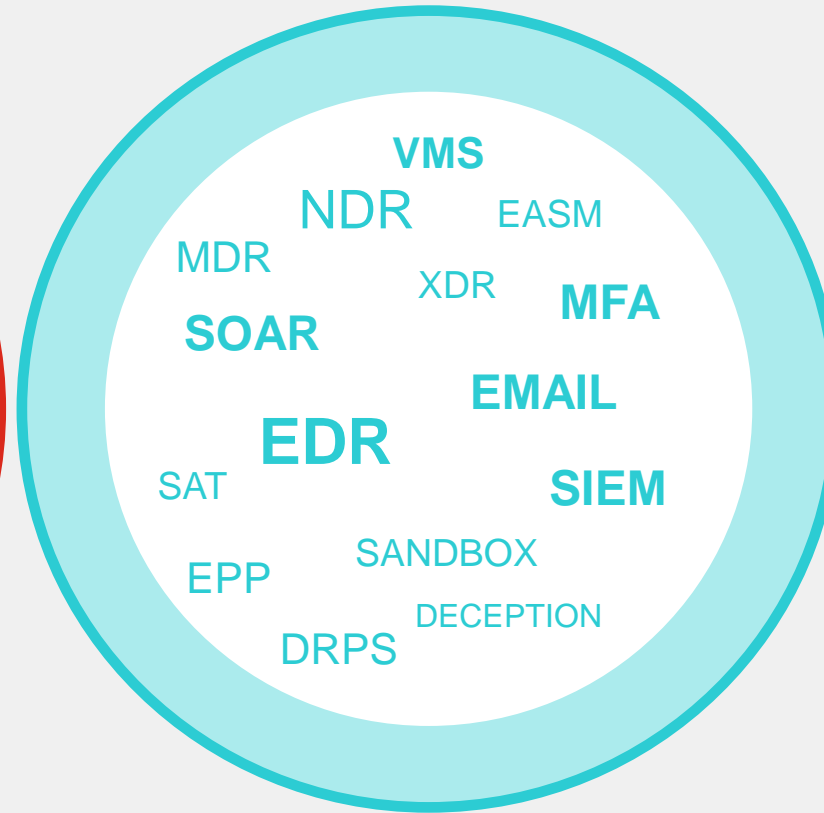 VMS
NDR
EASM
MDR
XDR
MFA
SOAR
EMAIL
EDR
SAT
SIEM
SANDBOX
EPP
DECEPTION
DRPS